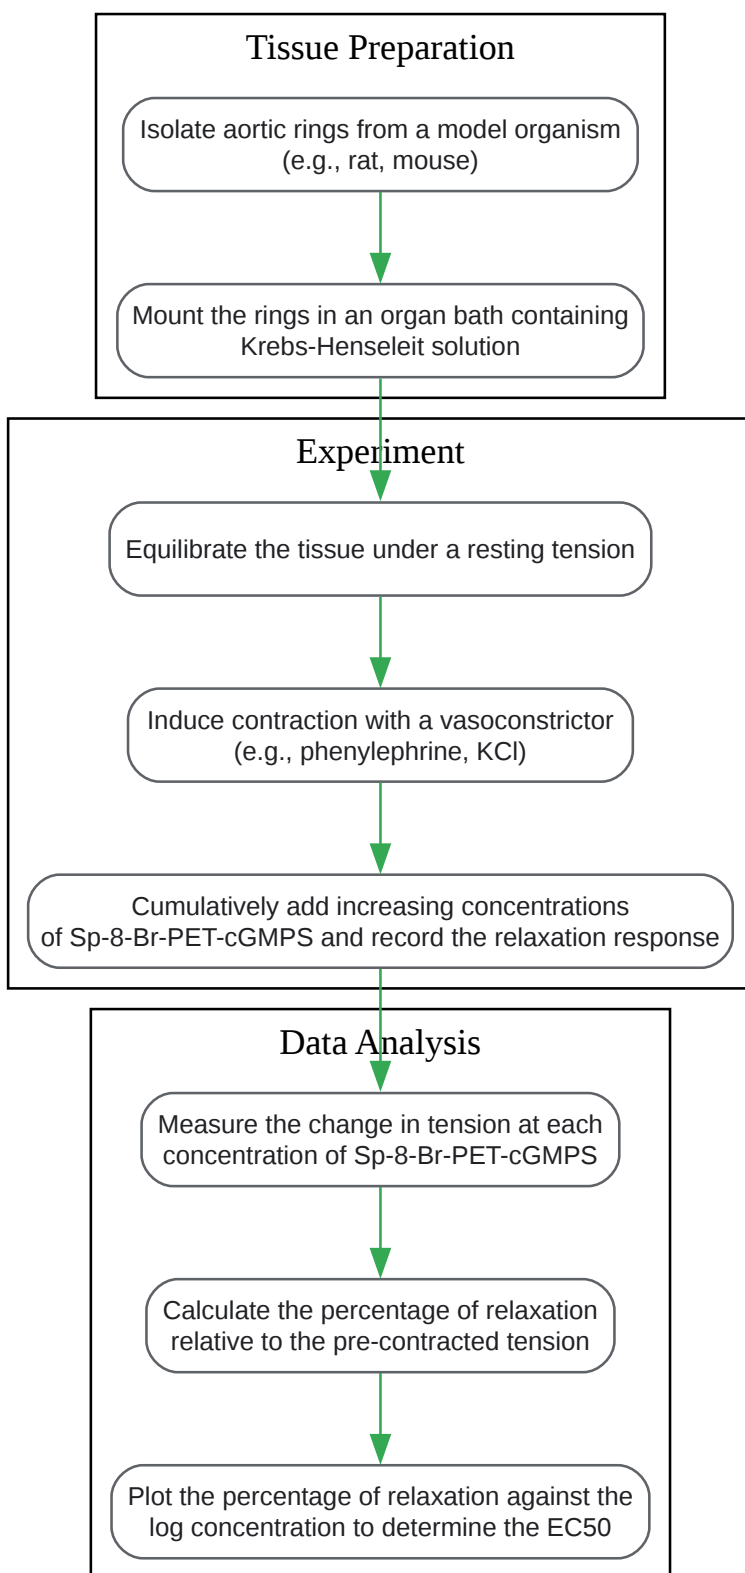 Tissue Preparation
Isolate aortic rings from a model organism
(e.g., rat, mouse)
Mount the rings in an organ bath containing
Krebs-Henseleit solution
Experiment
Equilibrate the tissue under a resting tension
Induce contraction with a vasoconstrictor
(e.g., phenylephrine, KCl)
Cumulatively add increasing concentrations
of Sp-8-Br-PET-cGMPS and record the relaxation response
Data Analysis
Measure the change in tension at each
concentration of Sp-8-Br-PET-cGMPS
Calculate the percentage of relaxation
relative to the pre-contracted tension
Plot the percentage of relaxation against the
log concentration to determine the EC50